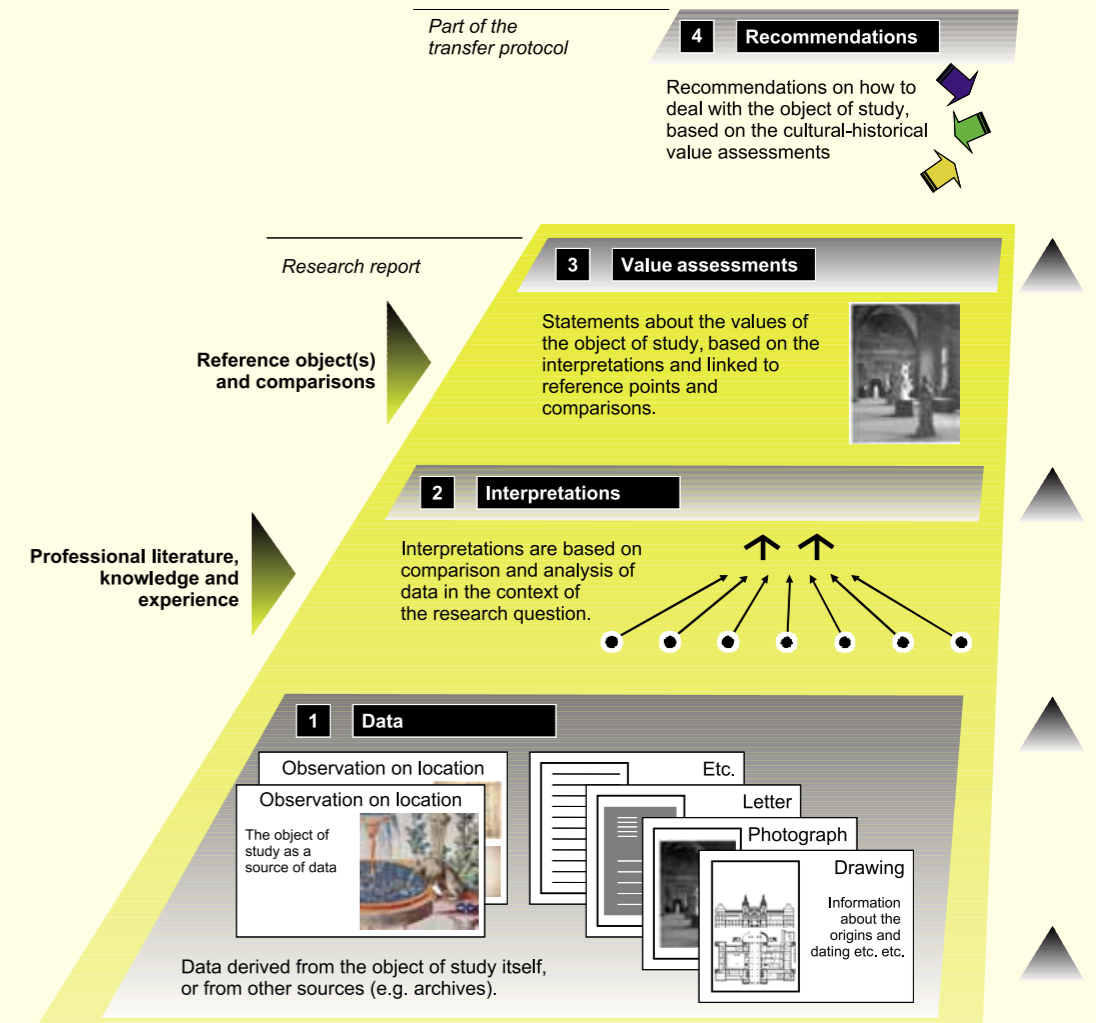 Part of the
transfer protocol
4 Recommendations
Recommendations on how to
deal with the object of study,
based on the cultural-historical
value assessments
Research report
3 Value assessments
Statements about the values of
the object of study, based on the
interpretations and linked to
reference points and
comparisons.
Reference object(s)
and comparisons
2 Interpretations
Interpretations are based on
comparison and analysis of
data in the context of
the research question.
Professional literature,
knowledge and
experience
1 Data
Observation on location
Observation on location
The object of
study as a
source of data
Etc.
Letter
Photograph
Drawing
Information
about the
origins and
dating etc. etc.
Data derived from the object of study itself,
or from other sources (e.g. archives).